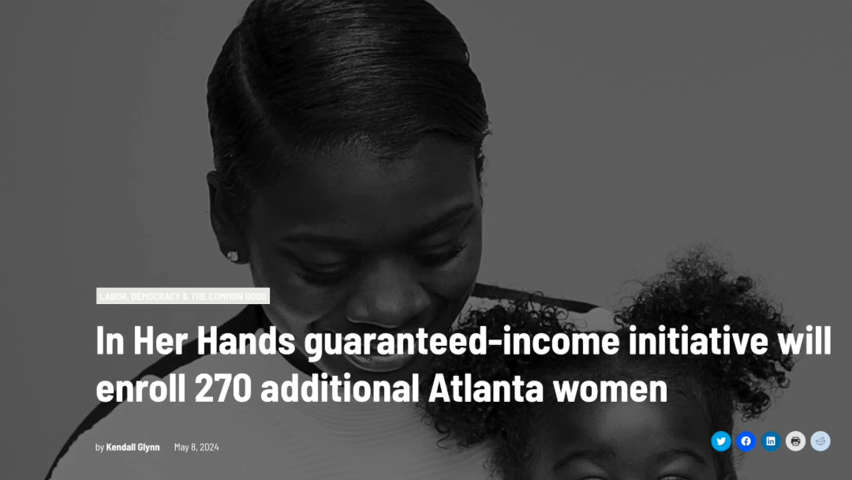 LABOR, DEMOCRACY & THE COMMON GOOD
In Her Hands guaranteed-income initiative will
enroll 270 additional Atlanta women
by Kendall Glynn May 8, 2024